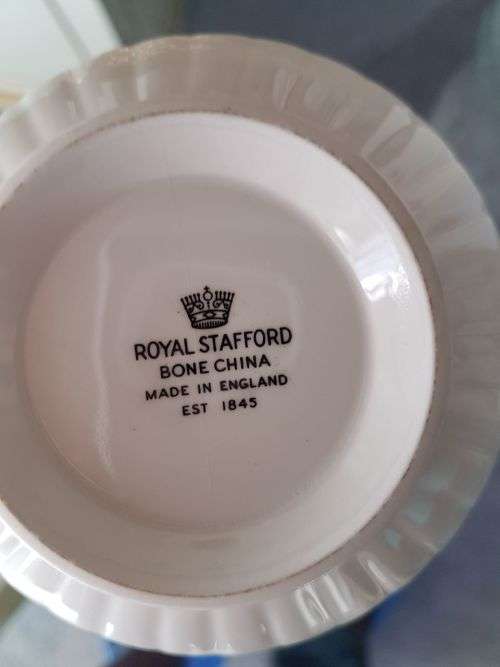 ROYAL STAFFORD
BONE CHINA
MADE IN ENGLAND
EST 1845